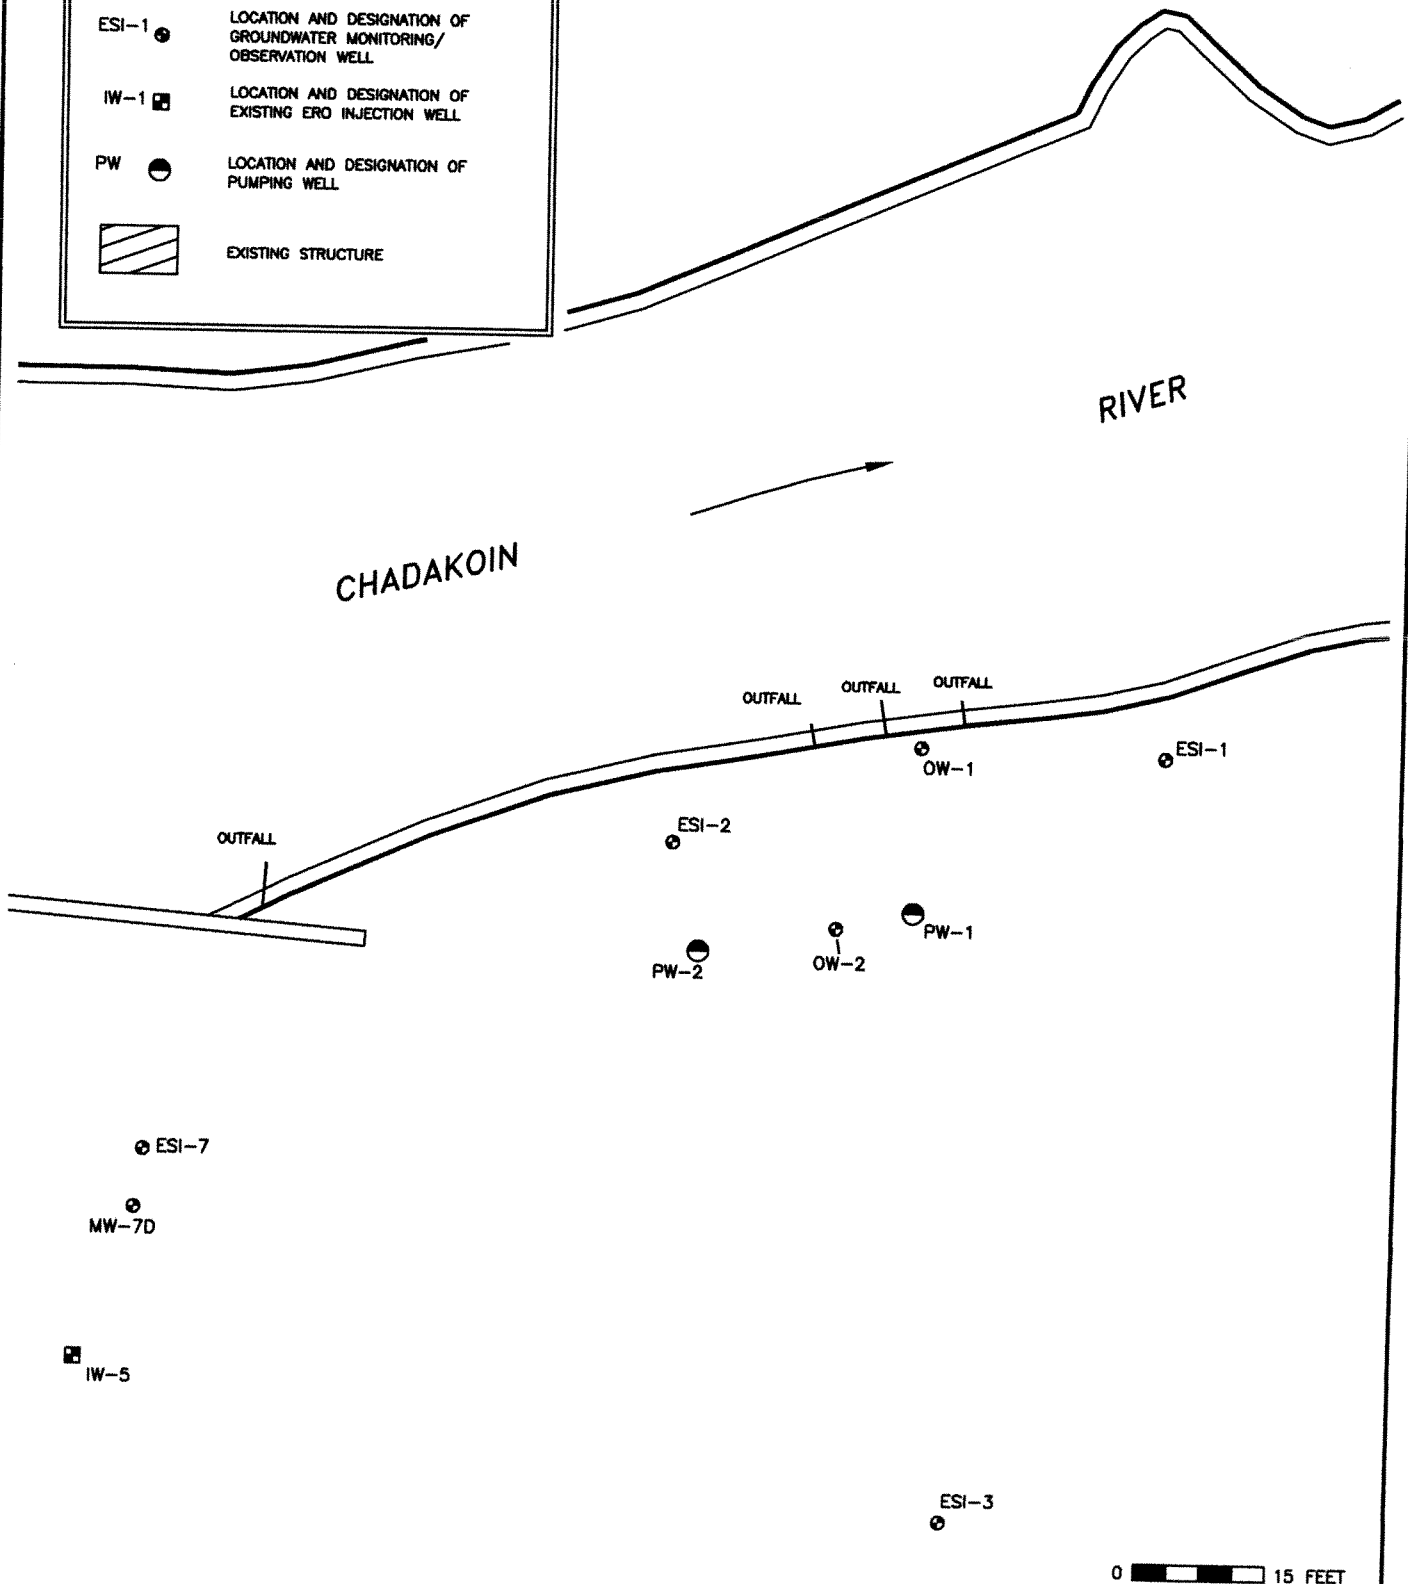 ESI-1
LOCATION AND DESIGNATION OF
GROUNDWATER MONITORING/
OBSERVATION WELL
IW-1
LOCATION AND DESIGNATION OF
EXISTING ERO INJECTION WELL
PW
LOCATION AND DESIGNATION OF
PUMPING WELL
EXISTING STRUCTURE
RIVER
CHADAKOIN
OUTFALL
OUTFALL
OUTFALL
ESI-1
OW-1
ESI-2
OUTFALL
PW-1
OW-2
PW-2
ESI-7
MW-7D
IW-5
ESI-3
0 15 FEET